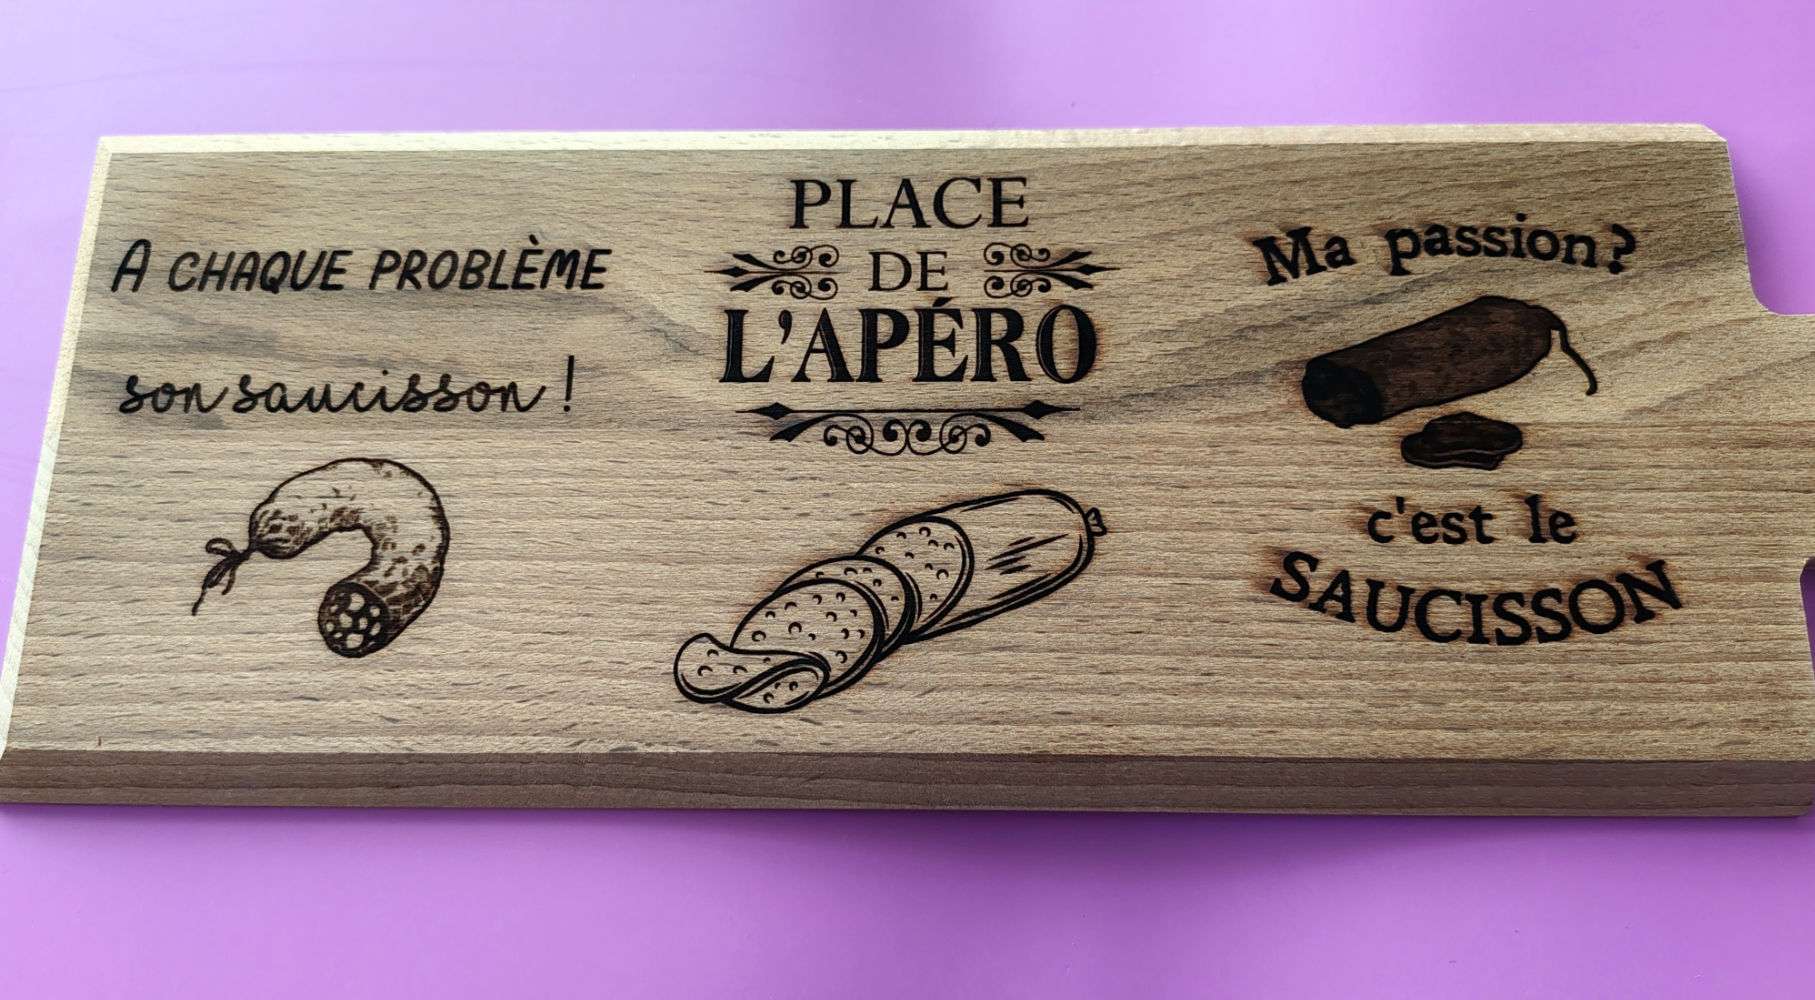 A CHAQUE PROBLÈME
son saucisson !
PLACE
DE
L'APÉRO
Ma passion?
c'est le
SAUCISSON